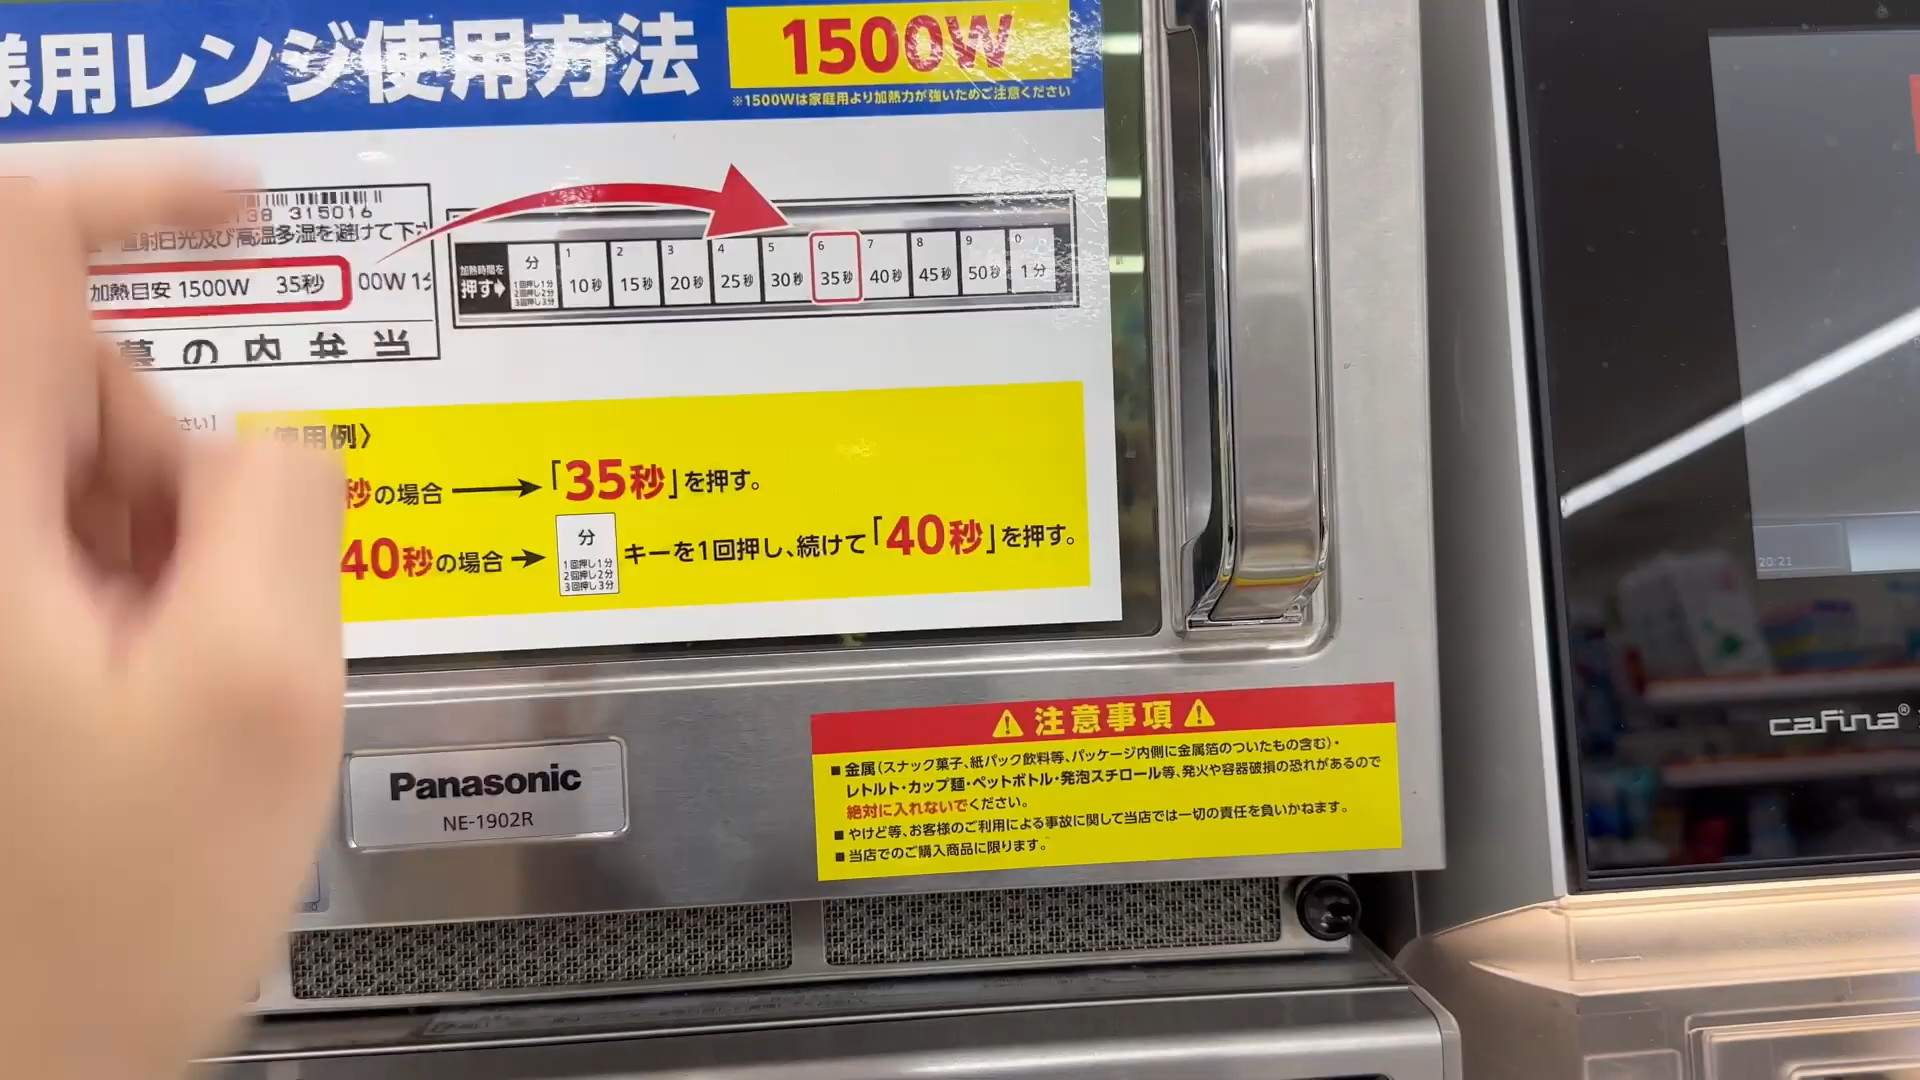 様用レンジ使用方法
1500W
※1500Wは家庭用より加熱力が強いためご注意ください
138 315016
直射日光及び高温多湿を避けて下さ
加熱目安 1500W 35秒
00W 1分
幕の内弁当
加熱時間を
押す
分
1回押し1分
2回押し2分
3回押し3分
1 10秒
2 15秒
3 20秒
4 25秒
5 30秒
6 35秒
7 40秒
8 45秒
9 50秒
0 1分
さい】
〈使用例〉
秒の場合 → 「35秒」を押す。
40秒の場合 → 分 キーを1回押し、続けて「40秒」を押す。
1回押し1分
2回押し2分
3回押し3分
Panasonic
NE-1902R
⚠ 注意事項 ⚠
■ 金属(スナック菓子、紙パック飲料等、パッケージ内側に金属箔のついたもの含む)・
レトルト・カップ麺・ペットボトル・発泡スチロール等、発火や容器破損の恐れがあるので
絶対に入れないでください。
■ やけど等、お客様のご利用による事故に関して当店では一切の責任を負いかねます。
■ 当店でのご購入商品に限ります。
20:21
cafina®